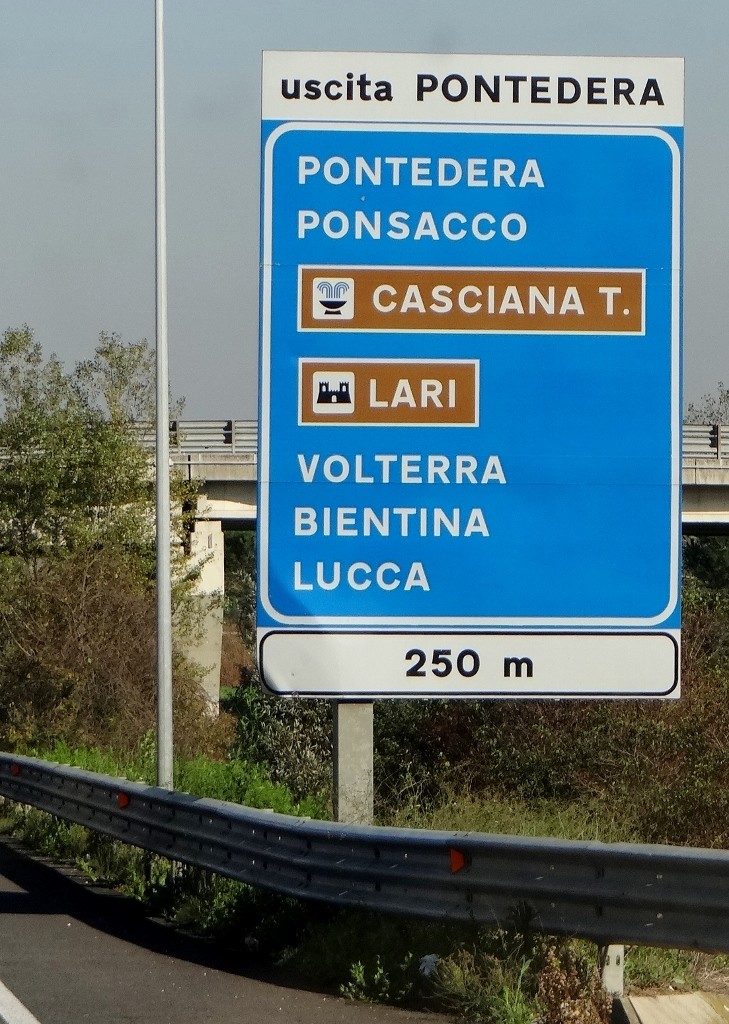 uscita PONTEDERA
PONTEDERA
PONSACCO
CASCIANA T.
LARI
VOLTERRA
BIENTINA
LUCCA
250 m